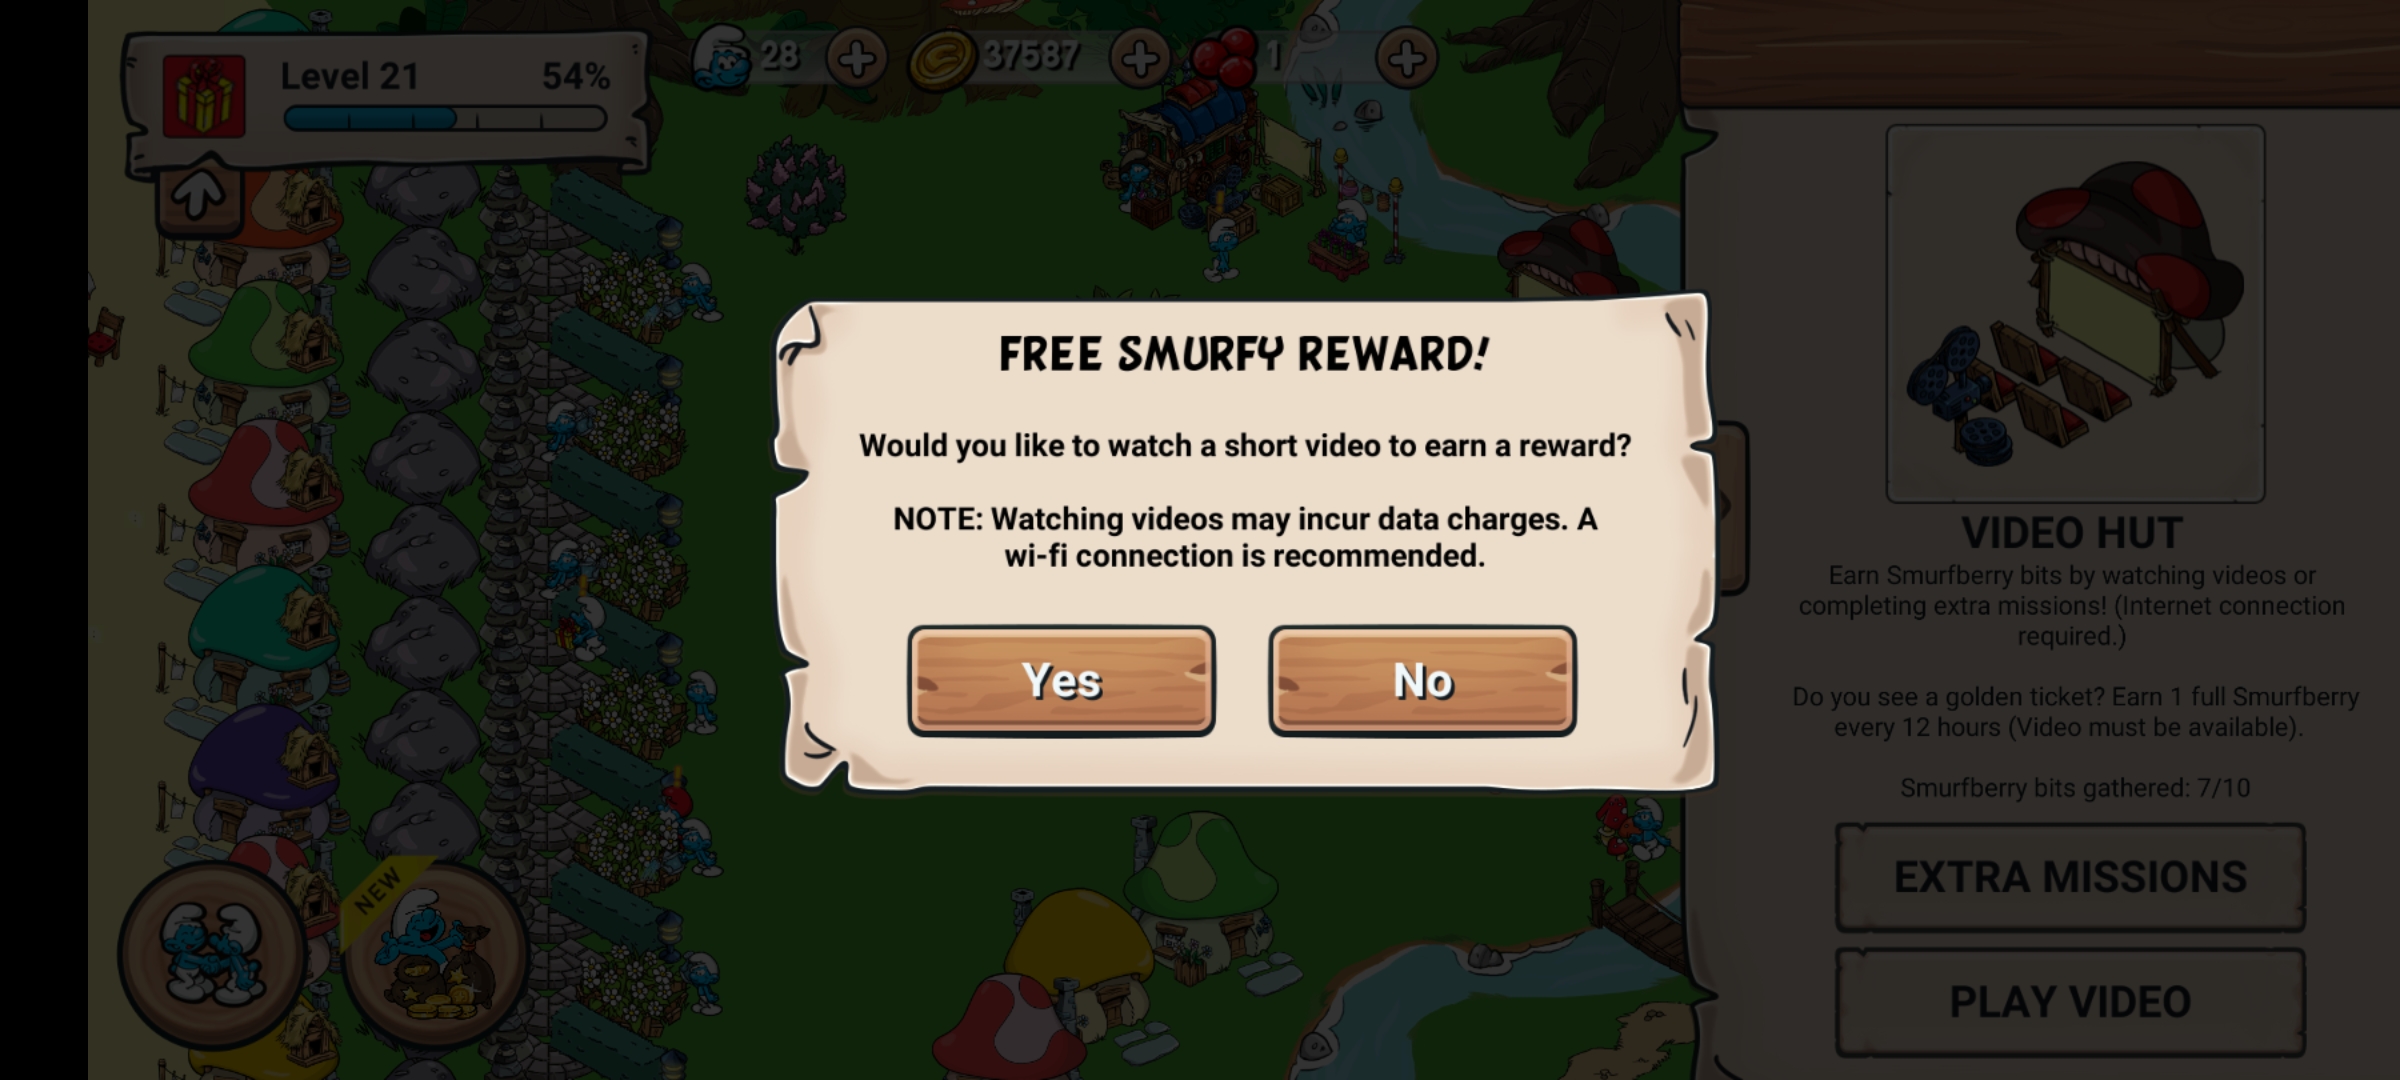 Level 21 54%
28
37587
1
FREE SMURFY REWARD!
Would you like to watch a short video to earn a reward?
NOTE: Watching videos may incur data charges. A
wi-fi connection is recommended.
Yes
No
VIDEO HUT
Earn Smurfberry bits by watching videos or
completing extra missions! (Internet connection
required.)
Do you see a golden ticket? Earn 1 full Smurfberry
every 12 hours (Video must be available).
Smurfberry bits gathered: 7/10
EXTRA MISSIONS
PLAY VIDEO
NEW